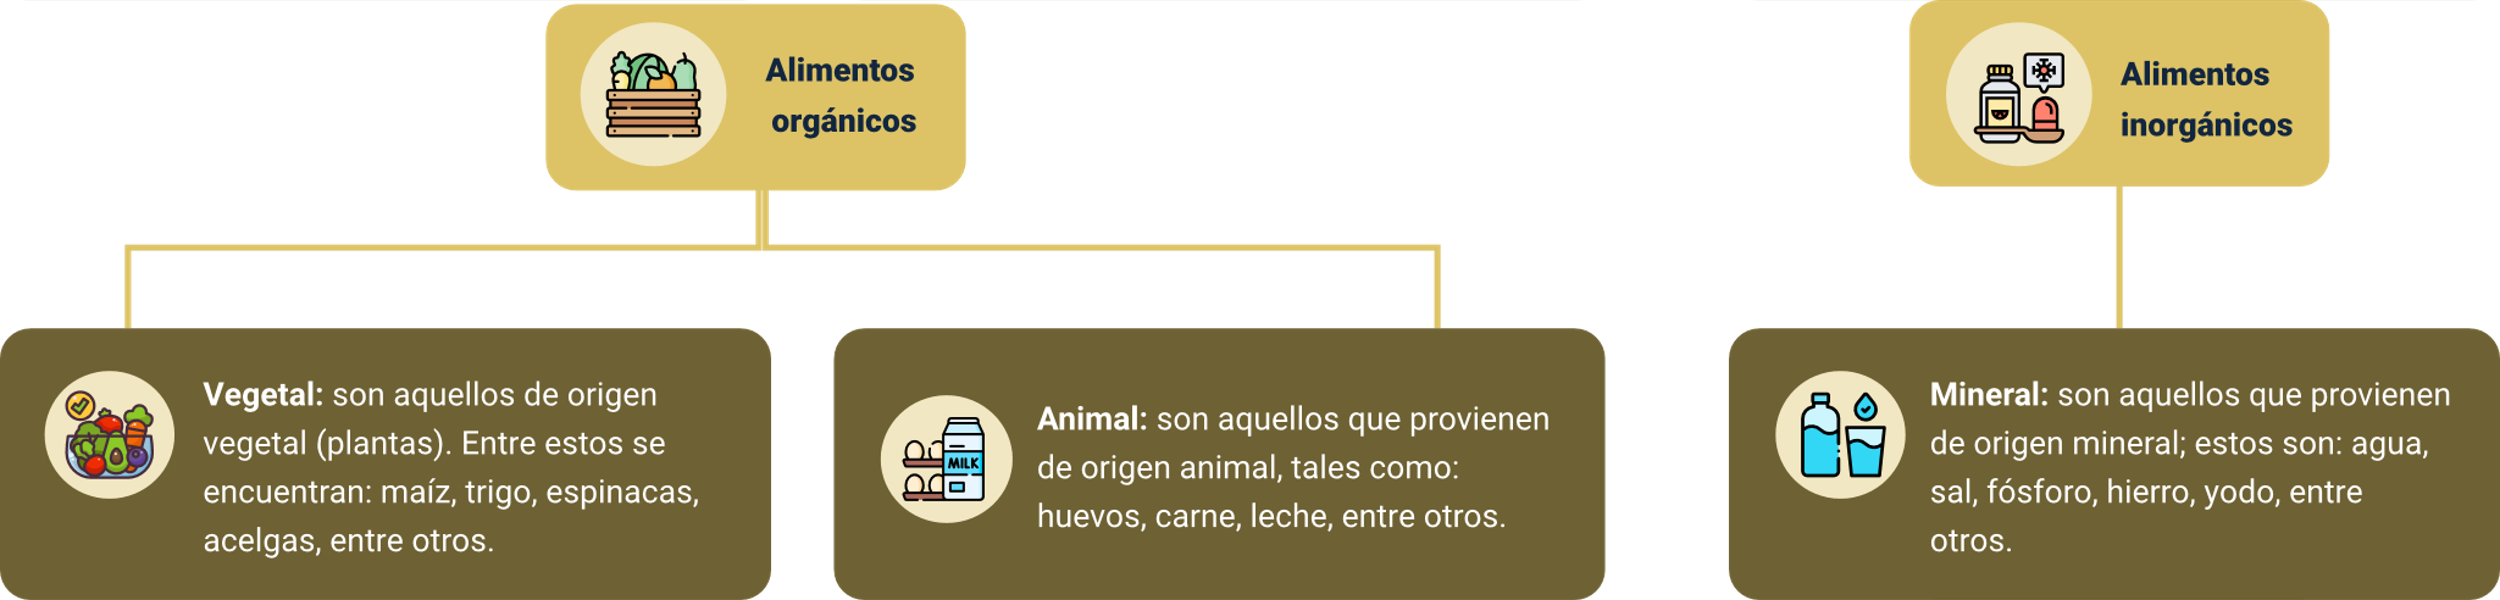 Alimentos
orgánicos
Alimentos
inorgánicos
Vegetal: son aquellos de origen
vegetal (plantas). Entre estos se
encuentran: maíz, trigo, espinacas,
acelgas, entre otros.
MILK
Animal: son aquellos que provienen
de origen animal, tales como:
huevos, carne, leche, entre otros.
Mineral: son aquellos que provienen
de origen mineral; estos son: agua,
sal, fósforo, hierro, yodo, entre
otros.